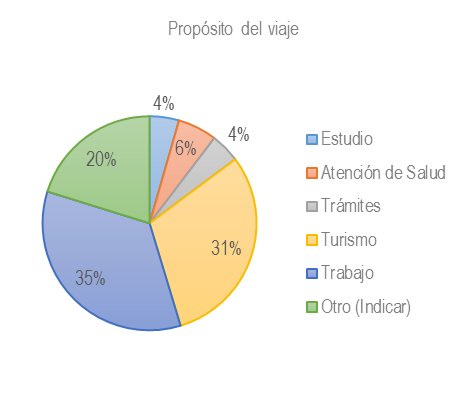 Propósito del viaje
4%
6%
4%
20%
31%
35%
Estudio
Atención de Salud
Trámites
Turismo
Trabajo
Otro (Indicar)